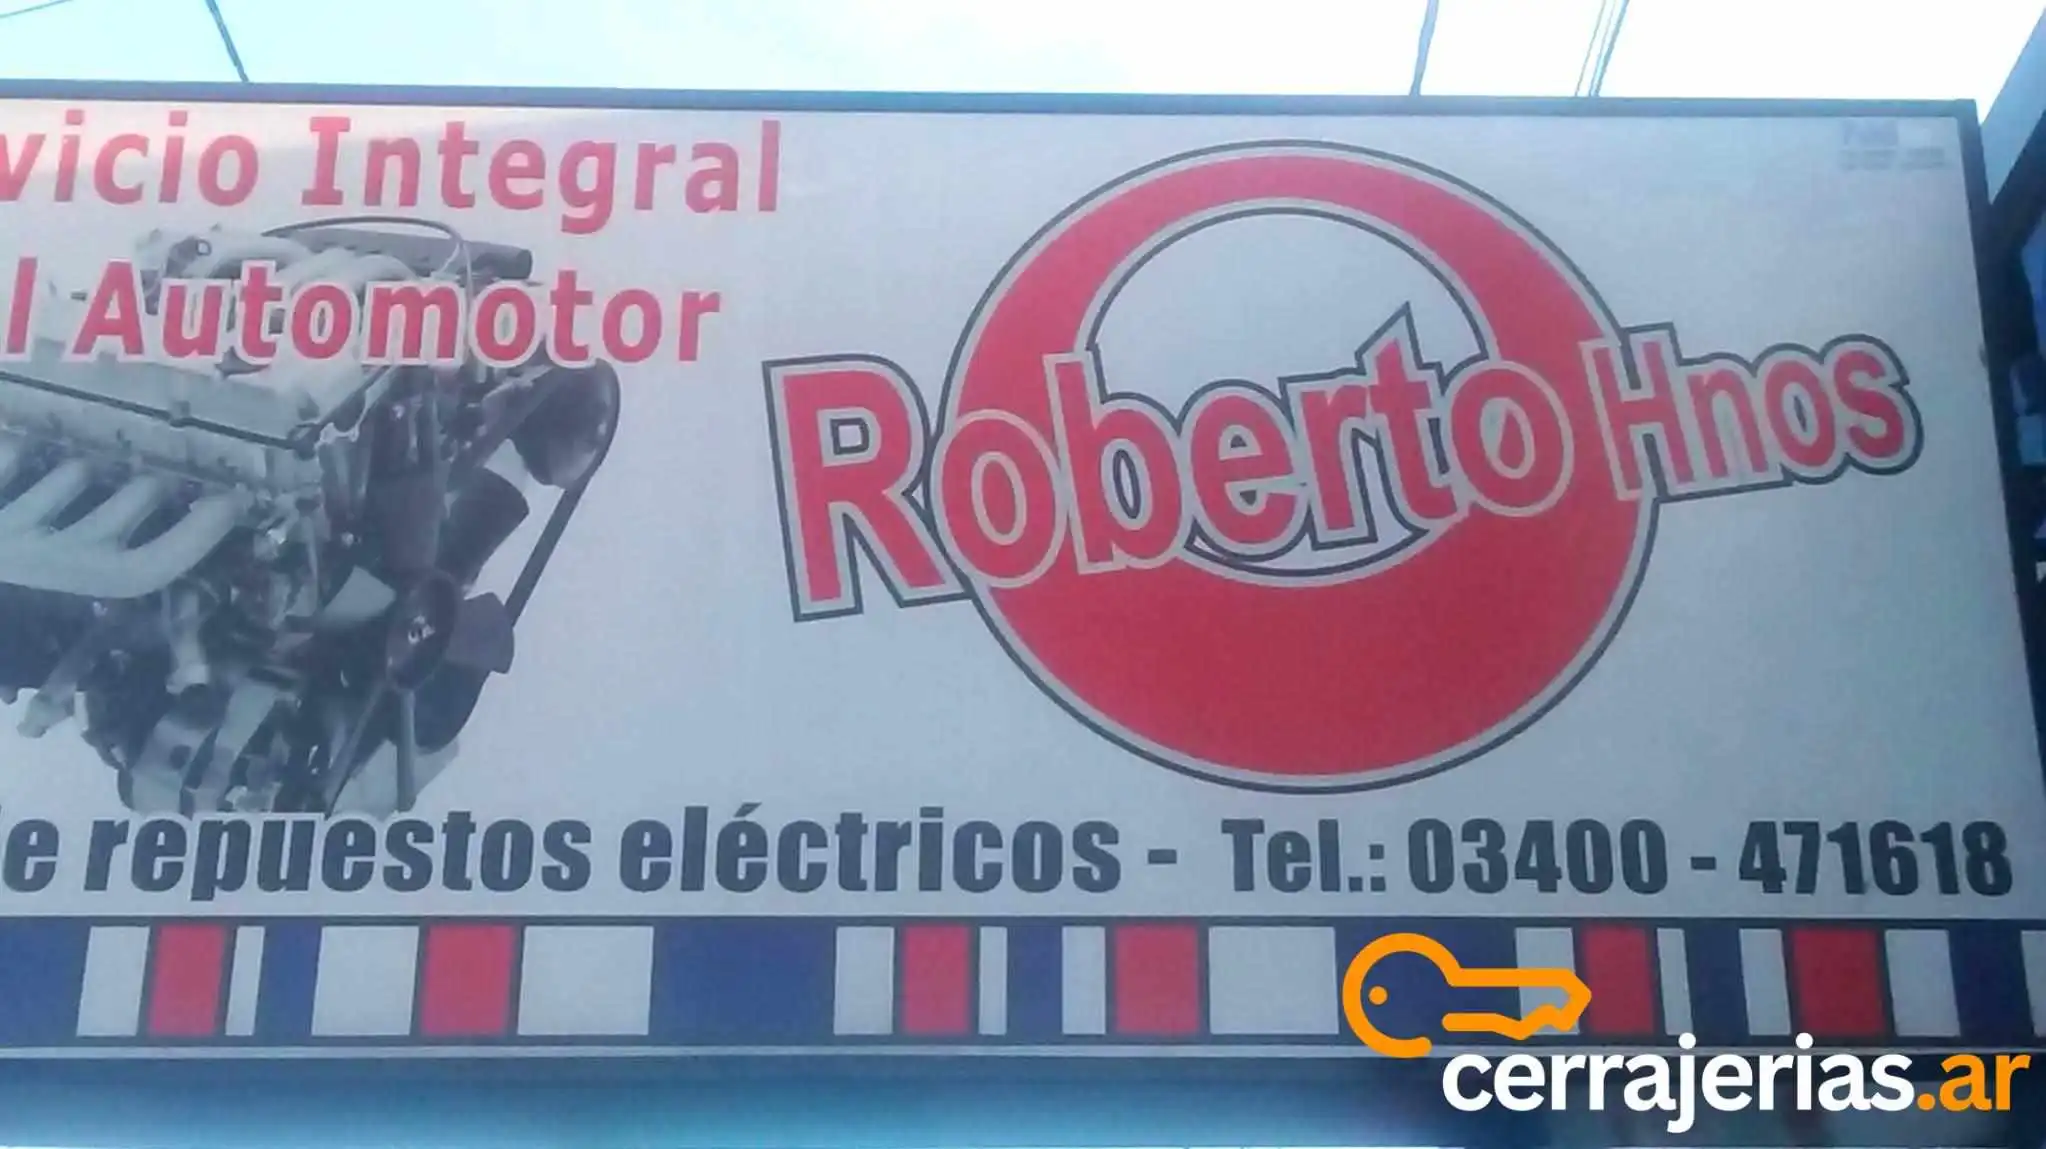 vicio Integral
l Automotor
Roberto Hnos
e repuestos eléctricos - Tel.: 03400 - 471618
cerrajerias.ar